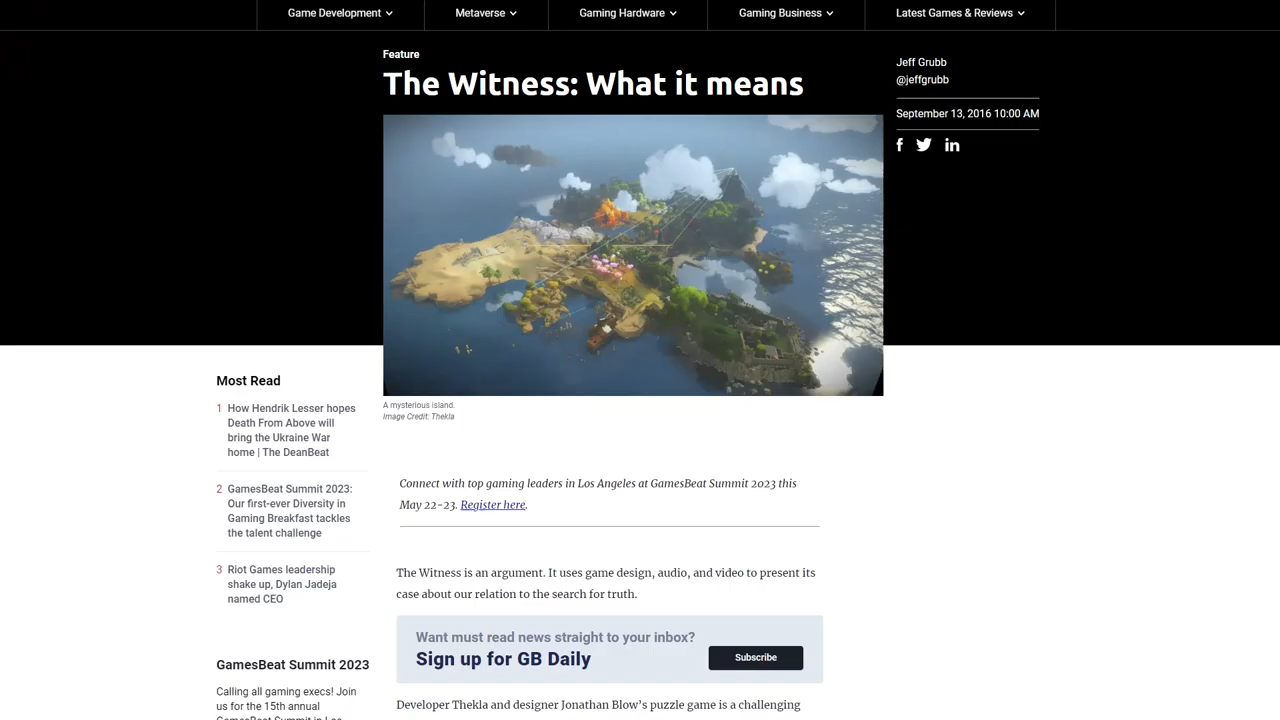 Game Development
Metaverse
Gaming Hardware
Gaming Business
Latest Games & Reviews
Feature
The Witness: What it means
Jeff Grubb
@jeffgrubb
September 13, 2016 10:00 AM
A mysterious island.
Image Credit: Thekla
Most Read
1 How Hendrik Lesser hopes
Death From Above will
bring the Ukraine War
home | The DeanBeat
2 GamesBeat Summit 2023:
Our first-ever Diversity in
Gaming Breakfast tackles
the talent challenge
3 Riot Games leadership
shake up, Dylan Jadeja
named CEO
GamesBeat Summit 2023
Calling all gaming execs! Join
us for the 15th annual
GamesBeat Summit in Los
Connect with top gaming leaders in Los Angeles at GamesBeat Summit 2023 this
May 22-23. Register here.
The Witness is an argument. It uses game design, audio, and video to present its
case about our relation to the search for truth.
Want must read news straight to your inbox?
Sign up for GB Daily
Subscribe
Developer Thekla and designer Jonathan Blow’s puzzle game is a challenging